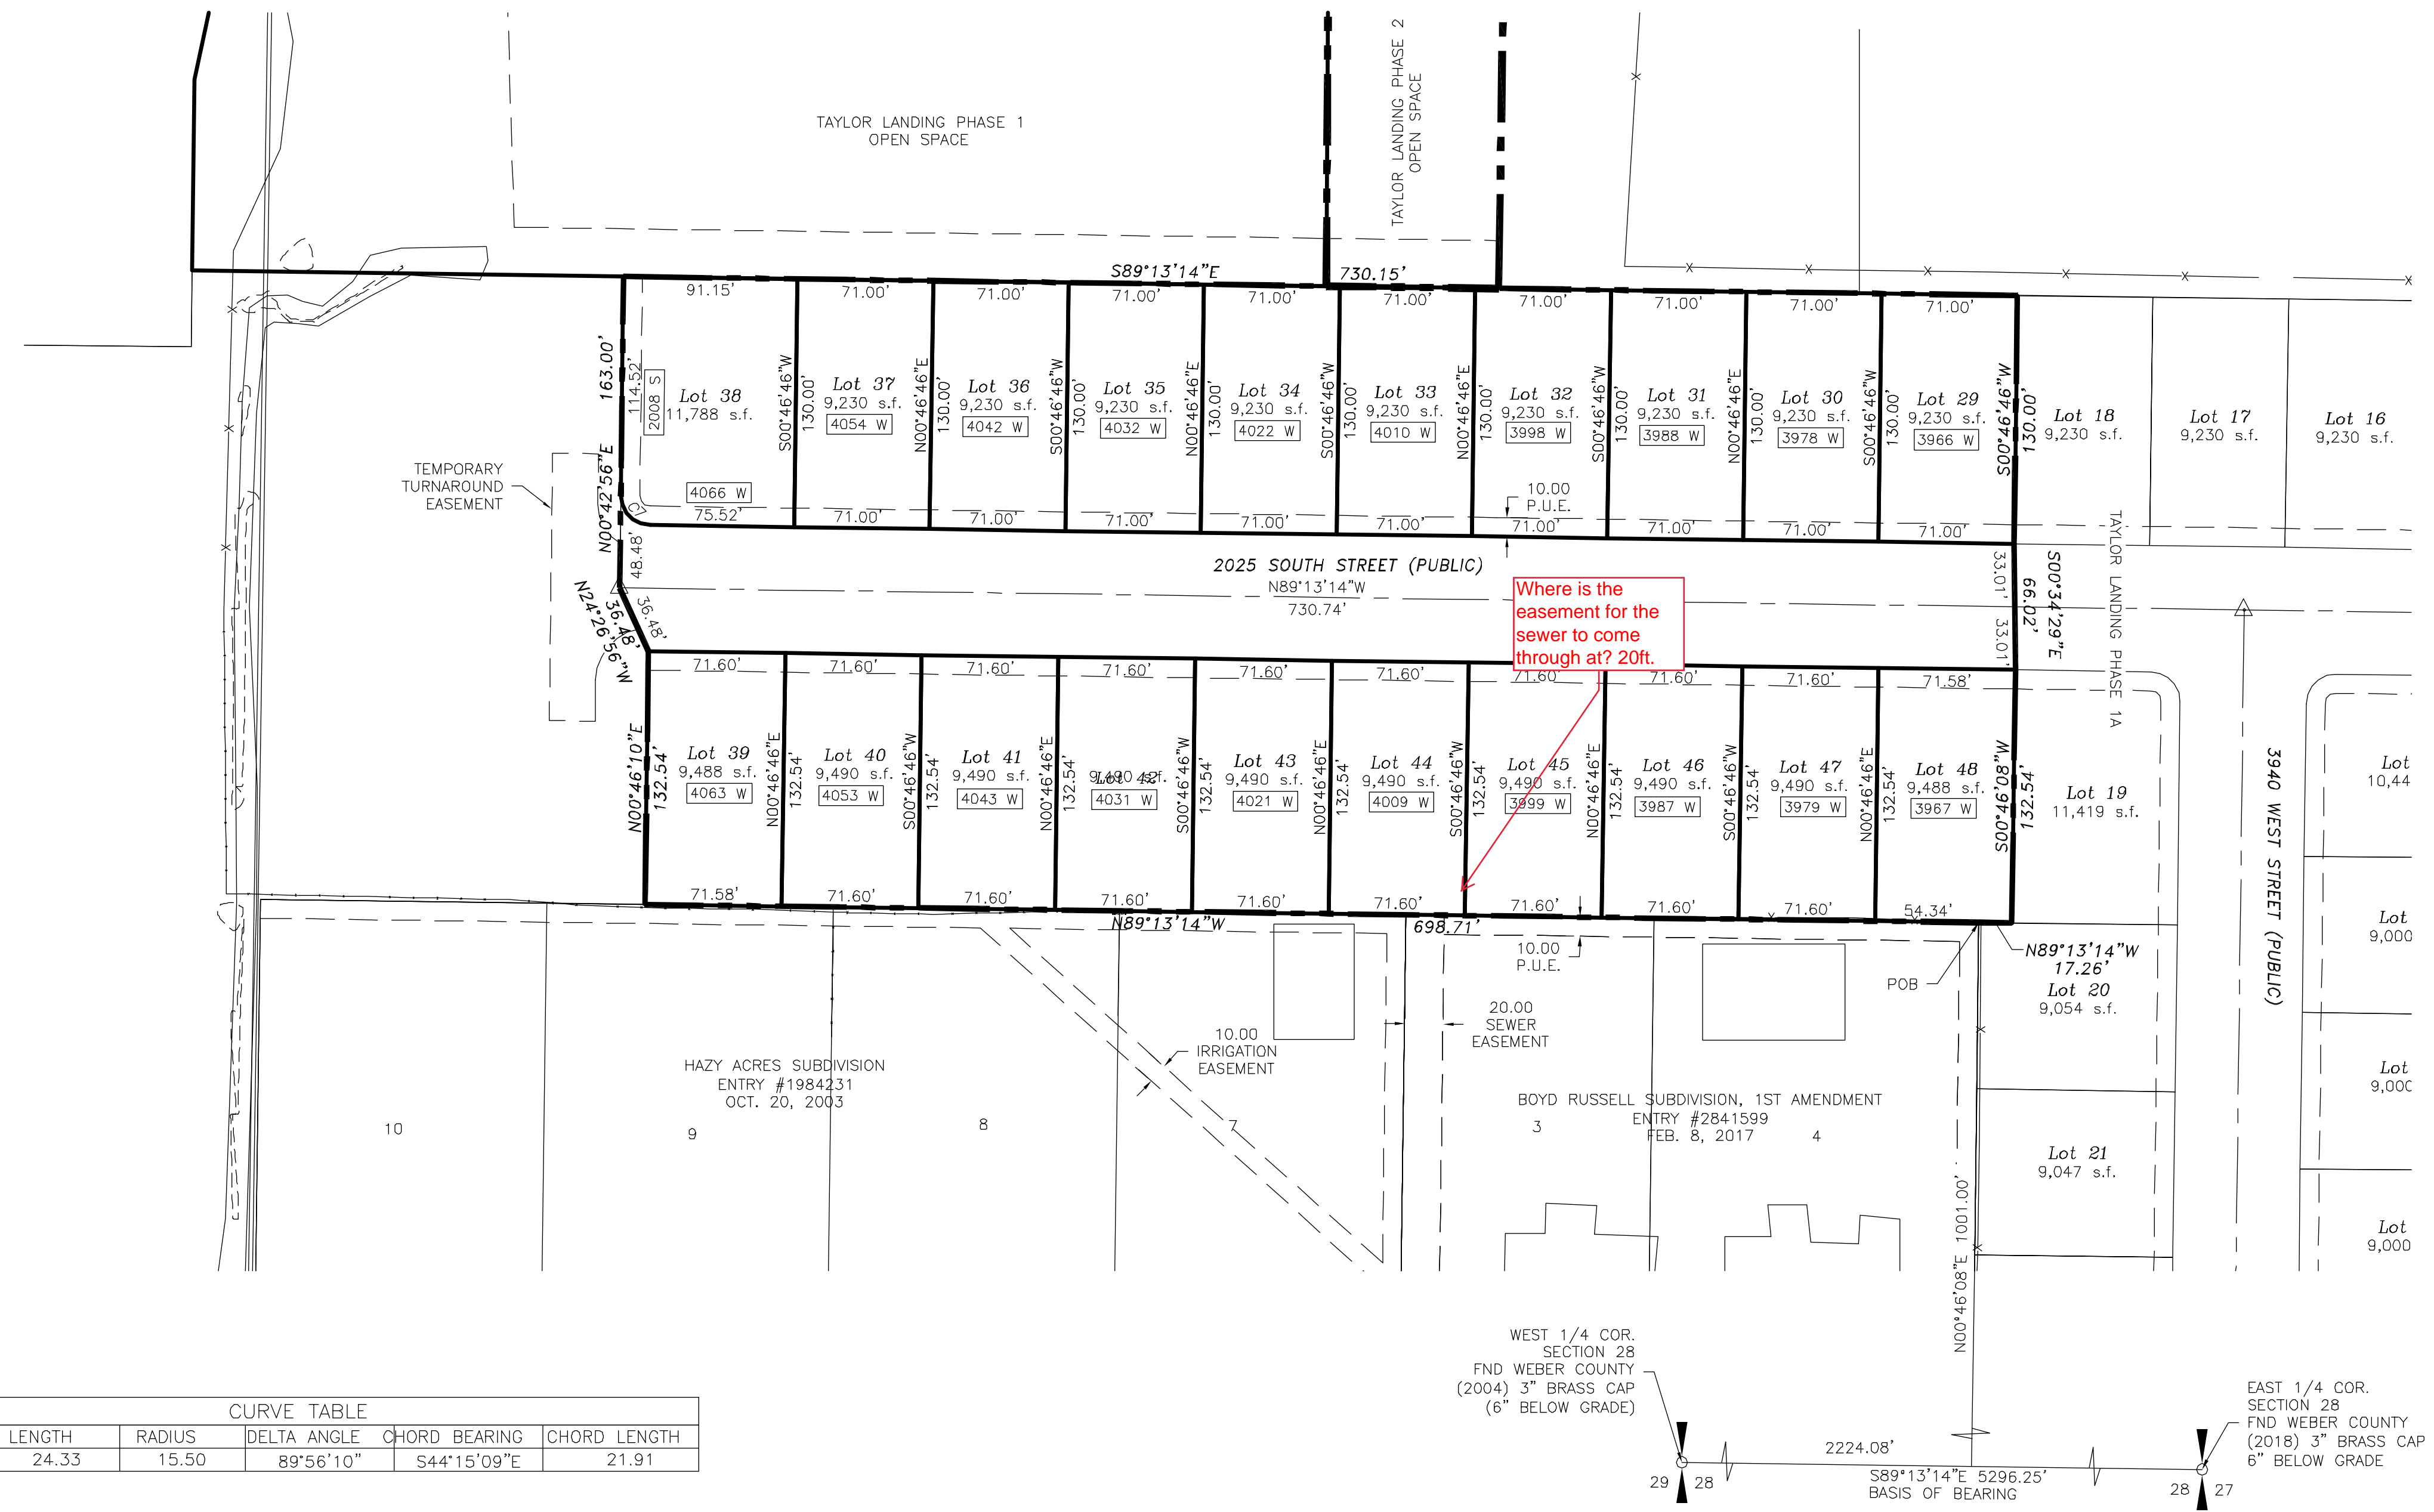 TAYLOR LANDING PHASE 1
OPEN SPACE
TAYLOR LANDING PHASE 2
OPEN SPACE
S89°13'14"E 730.15'
91.15'
71.00'
71.00'
71.00'
71.00'
71.00'
71.00'
71.00'
71.00'
71.00'
163.00'
N00°42'56"E
114.52'
2008 S
Lot 38
11,788 s.f.
4066 W
75.52'
C7
S00°46'46"W
130.00'
Lot 37
9,230 s.f.
4054 W
71.00'
N00°46'46"E
130.00'
Lot 36
9,230 s.f.
4042 W
71.00'
S00°46'46"W
130.00'
Lot 35
9,230 s.f.
4032 W
71.00'
N00°46'46"E
130.00'
Lot 34
9,230 s.f.
4022 W
71.00'
S00°46'46"W
130.00'
Lot 33
9,230 s.f.
4010 W
71.00'
N00°46'46"E
130.00'
Lot 32
9,230 s.f.
3998 W
10.00
P.U.E.
71.00'
S00°46'46"W
130.00'
Lot 31
9,230 s.f.
3988 W
71.00'
N00°46'46"E
130.00'
Lot 30
9,230 s.f.
3978 W
71.00'
S00°46'46"W
130.00'
Lot 29
9,230 s.f.
3966 W
71.00'
S00°46'46"W
130.00'
Lot 18
9,230 s.f.
Lot 17
9,230 s.f.
Lot 16
9,230 s.f.
TEMPORARY
TURNAROUND
EASEMENT
48.48'
36.48'
36.48'
N24°26'56"W
2025 SOUTH STREET (PUBLIC)
N89°13'14"W
730.74'
Where is the
easement for the
sewer to come
through at? 20ft.
33.01'
33.01'
S00°34'29"E
66.02'
TAYLOR LANDING PHASE 1A
71.60'
71.60'
71.60'
71.60'
71.60'
71.60'
71.60'
71.60'
71.60'
71.58'
N00°46'10"E
132.54'
Lot 39
9,488 s.f.
4063 W
71.58'
N00°46'46"E
132.54'
Lot 40
9,490 s.f.
4053 W
71.60'
S00°46'46"W
132.54'
Lot 41
9,490 s.f.
4043 W
71.60'
N00°46'46"E
132.54'
Lot 42
9,490 s.f.
4031 W
71.60'
S00°46'46"W
132.54'
Lot 43
9,490 s.f.
4021 W
71.60'
N00°46'46"E
132.54'
Lot 44
9,490 s.f.
4009 W
71.60'
S00°46'46"W
132.54'
Lot 45
9,490 s.f.
3999 W
71.60'
N00°46'46"E
132.54'
Lot 46
9,490 s.f.
3987 W
71.60'
S00°46'46"W
132.54'
Lot 47
9,490 s.f.
3979 W
71.60'
N00°46'46"E
132.54'
Lot 48
9,488 s.f.
3967 W
54.34'
S00°46'08"W
132.54'
Lot 19
11,419 s.f.
3940 WEST STREET (PUBLIC)
Lot
10,44
Lot
9,000
Lot
9,000
Lot
9,000
N89°13'14"W
698.71'
10.00
P.U.E.
POB
N89°13'14"W
17.26'
Lot 20
9,054 s.f.
Lot 21
9,047 s.f.
20.00
SEWER
EASEMENT
10.00
IRRIGATION
EASEMENT
HAZY ACRES SUBDIVISION
ENTRY #1984231
OCT. 20, 2003
10
9
8
7
BOYD RUSSELL SUBDIVISION, 1ST AMENDMENT
ENTRY #2841599
FEB. 8, 2017
3
4
N00°46'08"E 1001.00'
WEST 1/4 COR.
SECTION 28
FND WEBER COUNTY
(2004) 3" BRASS CAP
(6" BELOW GRADE)
EAST 1/4 COR.
SECTION 28
FND WEBER COUNTY
(2018) 3" BRASS CAP
6" BELOW GRADE
2224.08'
S89°13'14"E 5296.25'
BASIS OF BEARING
29
28
28
27
CURVE TABLE
LENGTH RADIUS DELTA ANGLE CHORD BEARING CHORD LENGTH
24.33 15.50 89°56'10" S44°15'09"E 21.91